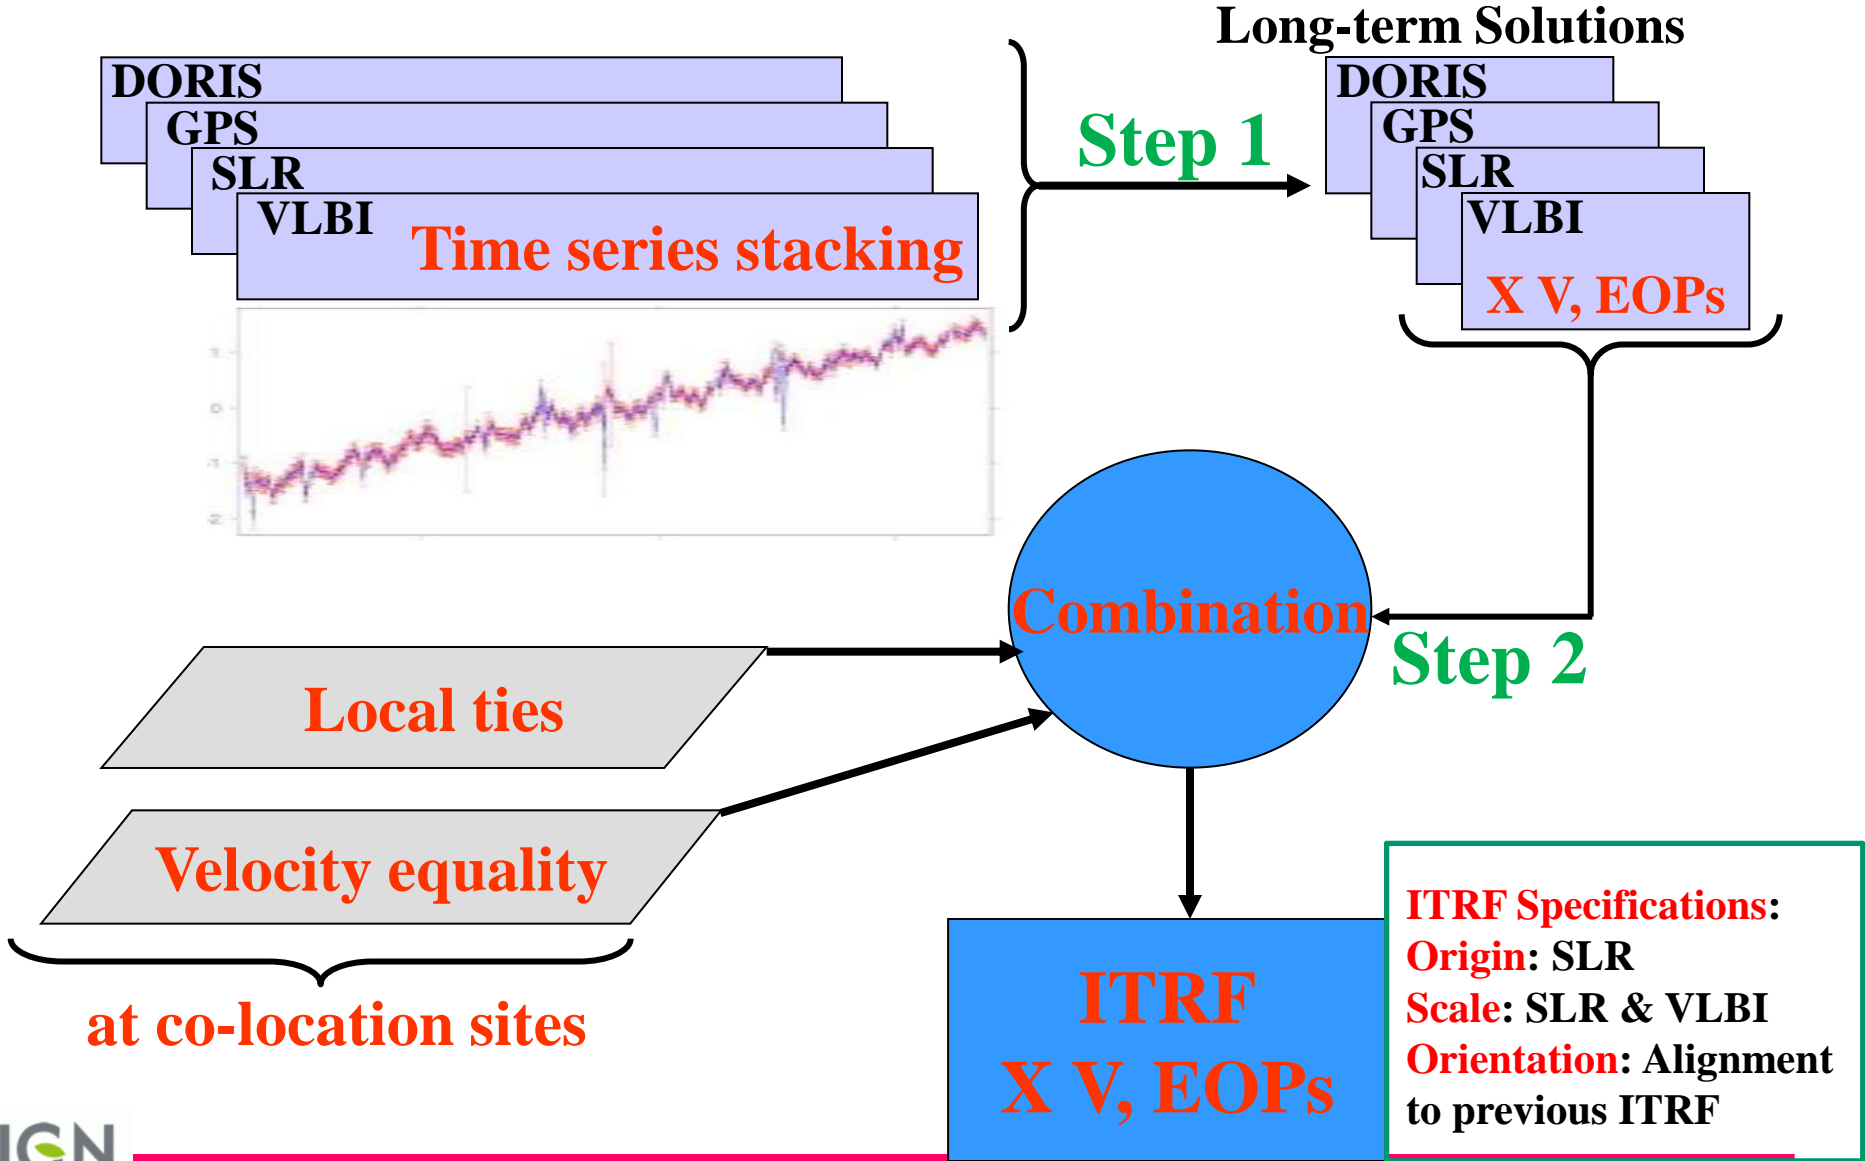 Long-term Solutions
DORIS
GPS
SLR
VLBI
Time series stacking
Step 1
DORIS
GPS
SLR
VLBI
X V, EOPs
Combination
Step 2
Local ties
Velocity equality
at co-location sites
ITRF
X V, EOPs
ITRF Specifications:
Origin: SLR
Scale: SLR & VLBI
Orientation: Alignment
to previous ITRF
IGN